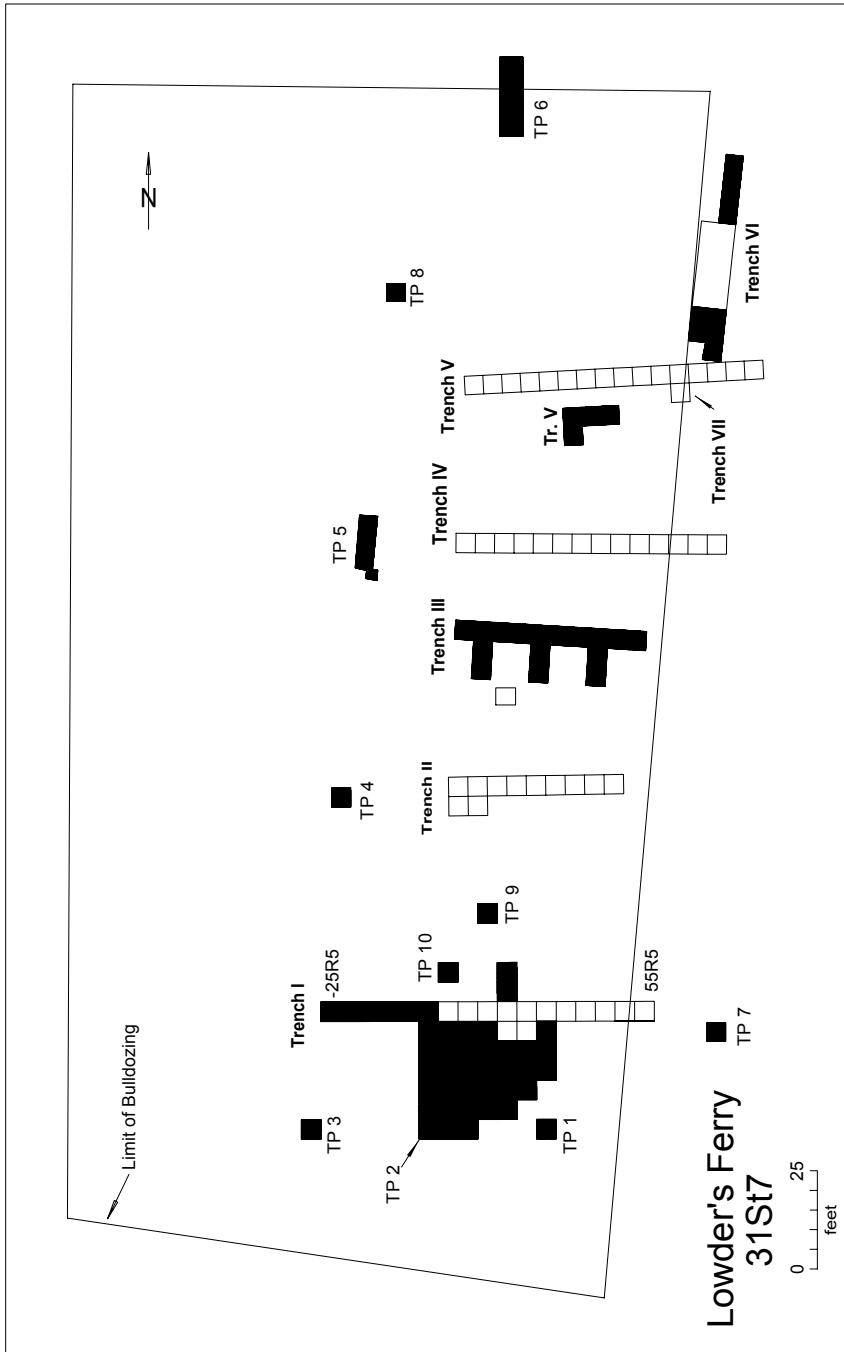 Limit of Bulldozing
N
TP 3
TP 2
TP 1
Trench I
-25R5
55R5
TP 10
TP 9
TP 7
TP 4
Trench II
Trench III
TP 5
Trench IV
Tr. V
Trench V
Trench VII
TP 8
Trench VI
TP 6
Lowder's Ferry
31St7
0 25
feet